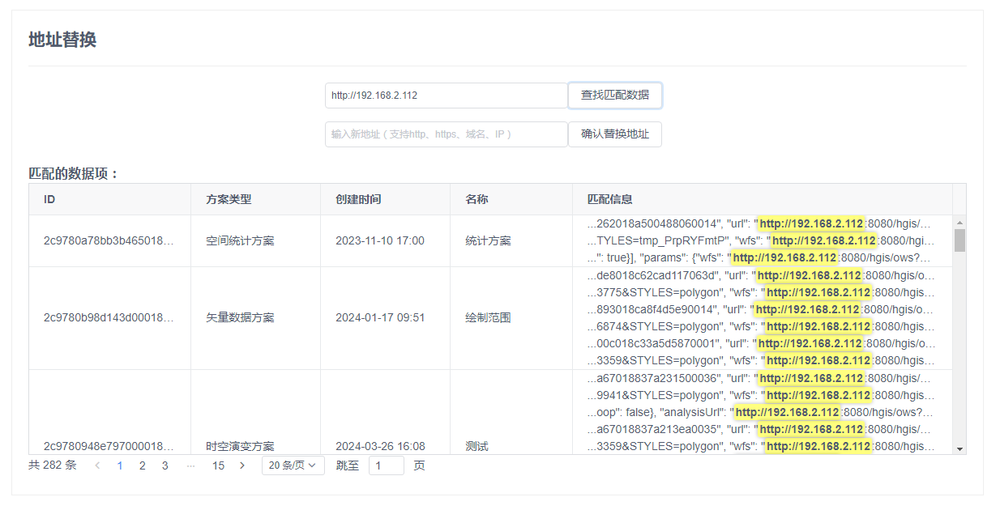 地址替换
http://192.168.2.112 查找匹配数据
输入新地址（支持http、https、域名、IP） 确认替换地址
匹配的数据项：
ID 方案类型 创建时间 名称 匹配信息
...262018a500488060014", "url": "http://192.168.2.112:8080/hgis/...
2c9780a78bb3b465018... 空间统计方案 2023-11-10 17:00 统计方案 ...TYLES=tmp_PrpRYFmtP", "wfs": "http://192.168.2.112:8080/hgi...
...": true}], "params": {"wfs": "http://192.168.2.112:8080/hgis/ows?...
...de8018c62cad117063d", "url": "http://192.168.2.112:8080/hgis/o...
...3775&STYLES=polygon", "wfs": "http://192.168.2.112:8080/hgis...
...893018ca8f4d5e90014", "url": "http://192.168.2.112:8080/hgis/o...
2c9780b98d143d000018... 矢量数据方案 2024-01-17 09:51 绘制范围
...6874&STYLES=polygon", "wfs": "http://192.168.2.112:8080/hgis...
...00c018c33a5d5870001", "url": "http://192.168.2.112:8080/hgis/o...
...3359&STYLES=polygon", "wfs": "http://192.168.2.112:8080/hgis...
...a67018837a231500036", "url": "http://192.168.2.112:8080/hgis/...
...9941&STYLES=polygon", "wfs": "http://192.168.2.112:8080/hgis...
...oop": false}, "analysisUrl": "http://192.168.2.112:8080/hgis/ows?...
...a67018837a213ea0035", "url": "http://192.168.2.112:8080/hgis/...
2c9780948e797000018... 时空演变方案 2024-03-26 16:08 测试 ...3359&STYLES=polygon", "wfs": "http://192.168.2.112:8080/hgis...
共 282 条 1 2 3 ... 15 20 条/页 跳至 1 页